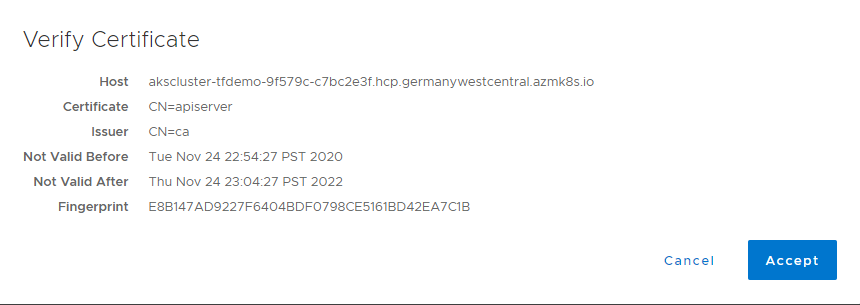 Verify Certificate
Host akscluster-tfdemo-9f579c-c7bc2e3f.hcp.germanywestcentral.azmk8s.io
Certificate CN=apiserver
Issuer CN=ca
Not Valid Before Tue Nov 24 22:54:27 PST 2020
Not Valid After Thu Nov 24 23:04:27 PST 2022
Fingerprint E8B147AD9227F6404BDF0798CE5161BD42EA7C1B
Cancel Accept